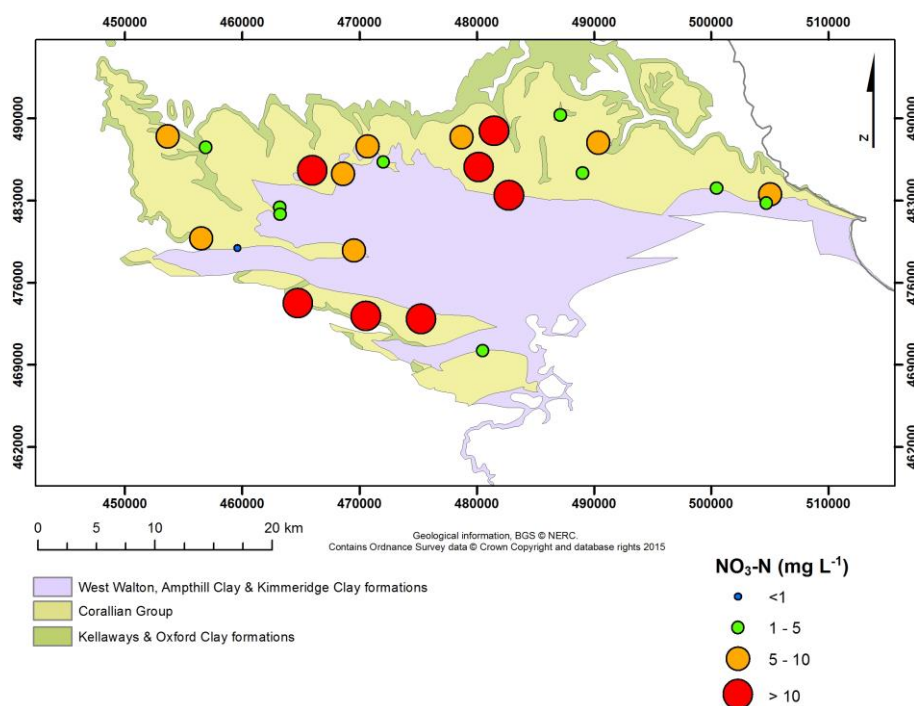 450000 460000 470000 480000 490000 500000 510000
490000 490000
483000 483000
476000 476000
469000 469000
462000 462000
N
450000 460000 470000 480000 490000 500000 510000
0 5 10 20 km
Geological information, BGS © NERC.
Contains Ordnance Survey data © Crown Copyright and database rights 2015
West Walton, Ampthill Clay & Kimmeridge Clay formations
Corallian Group
Kellaways & Oxford Clay formations
NO₃-N (mg L⁻¹)
<1
1 - 5
5 - 10
> 10